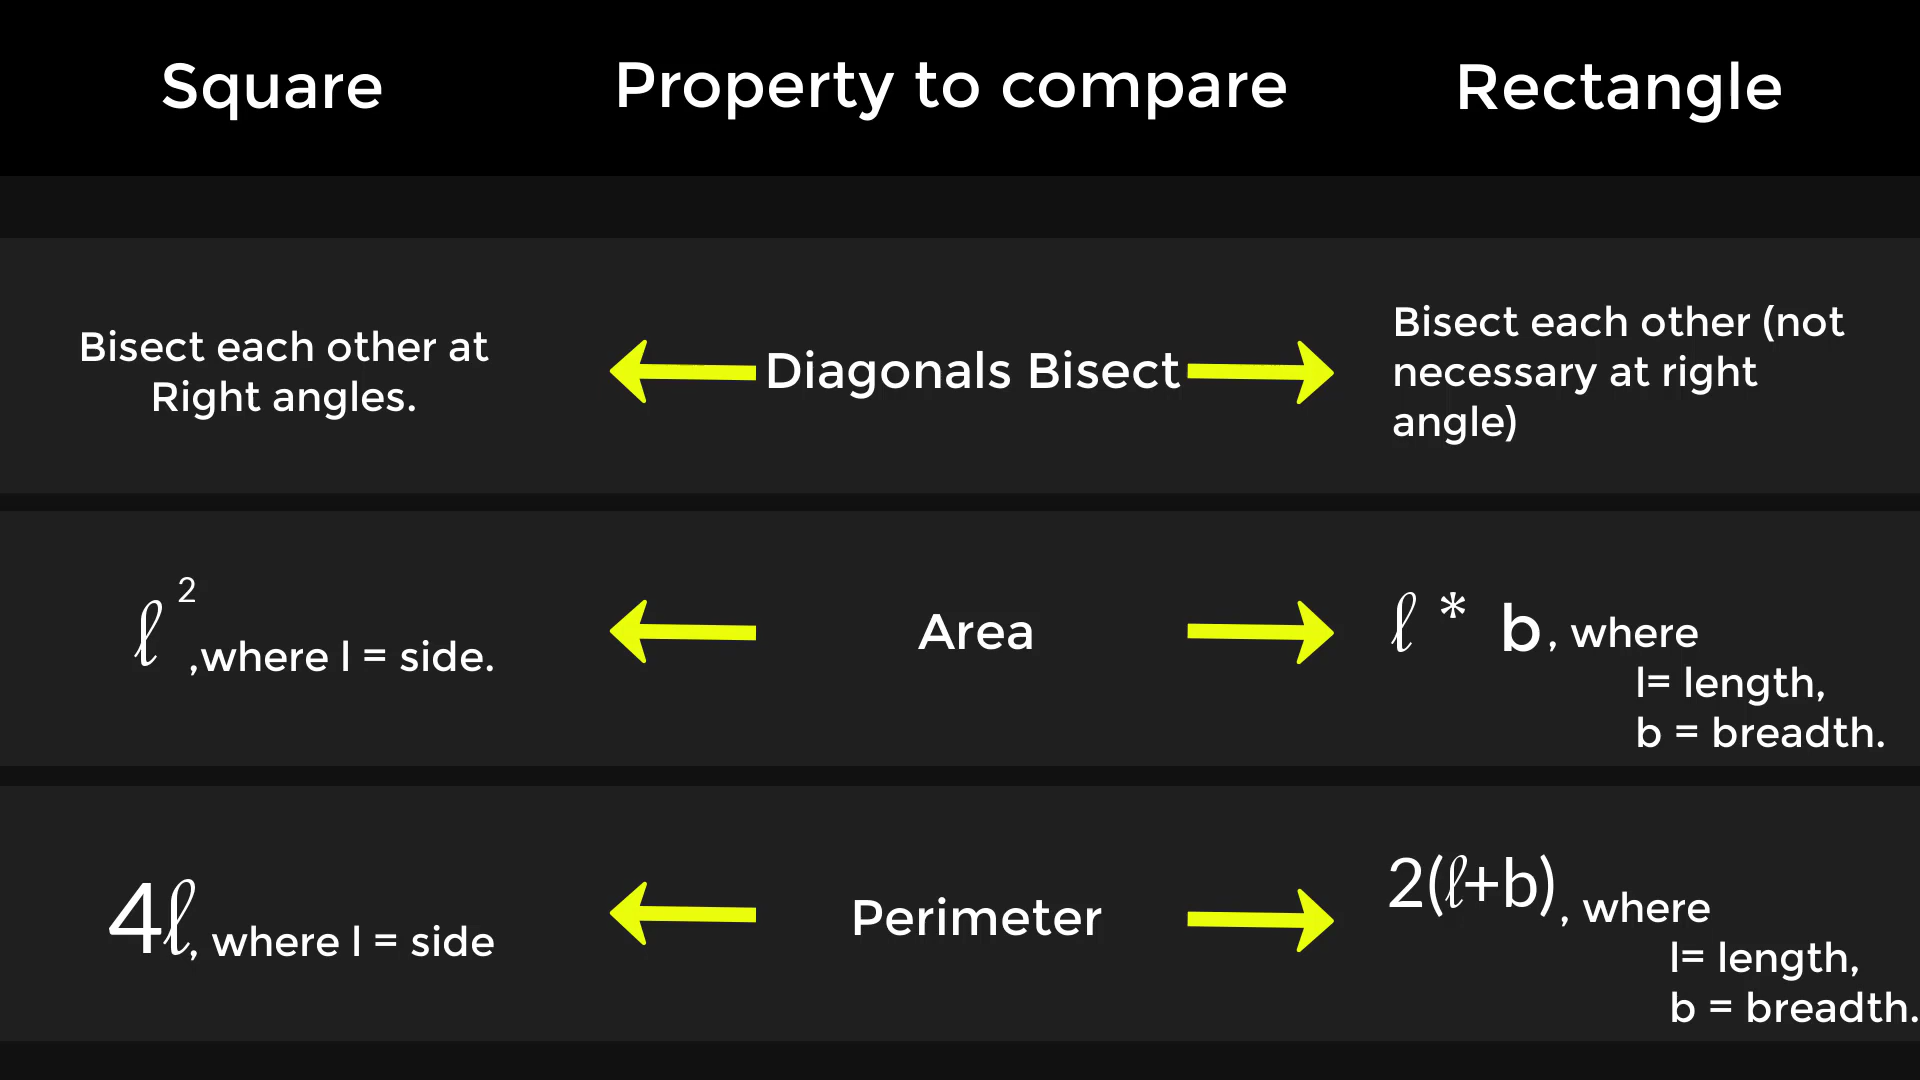 Square Property to compare Rectangle
Bisect each other at
Right angles.
Diagonals Bisect
Bisect each other (not
necessary at right
angle)
ℓ ² ,where l = side.
Area
ℓ * b , where
l= length,
b = breadth.
4ℓ, where l = side
Perimeter
2(ℓ+b), where
l= length,
b = breadth.